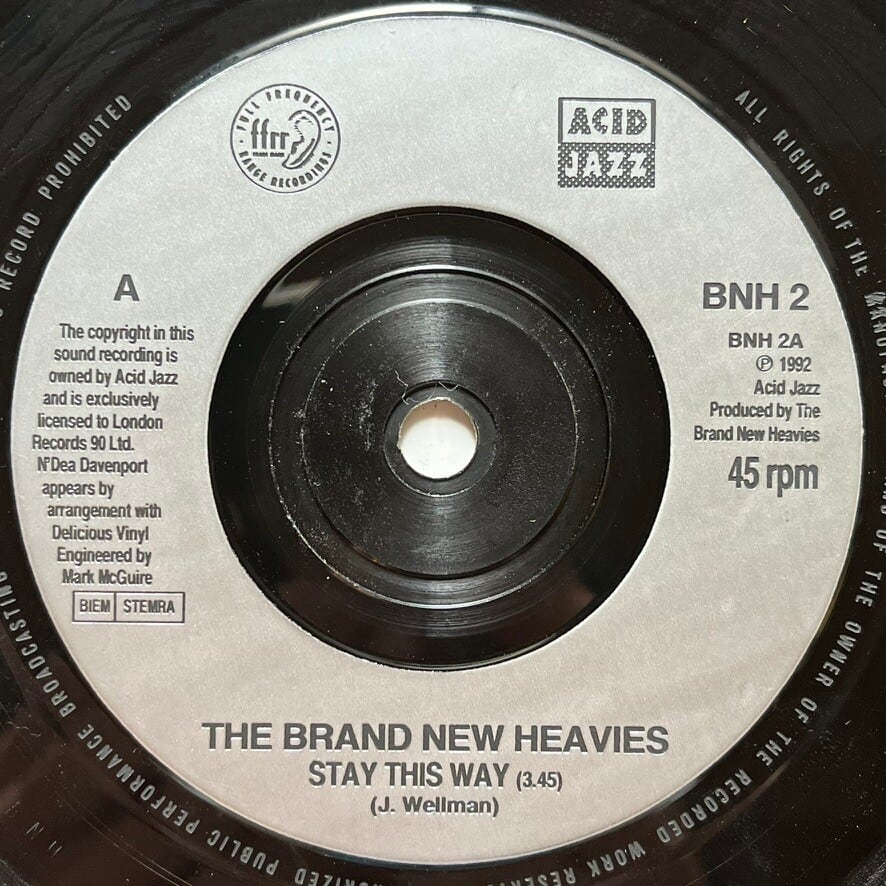 FULL FREQUENCY
ffrr
TRADE MARK
RANGE RECORDINGS
ACID
JAZZ
A
The copyright in this
sound recording is
owned by Acid Jazz
and is exclusively
licensed to London
Records 90 Ltd.
N'Dea Davenport
appears by
arrangement with
Delicious Vinyl
Engineered by
Mark McGuire
BIEM STEMRA
BNH 2
BNH 2A
℗ 1992
Acid Jazz
Produced by The
Brand New Heavies
45 rpm
THE BRAND NEW HEAVIES
STAY THIS WAY (3.45)
(J. Wellman)
ALL RIGHTS OF THE
OF THE OWNER OF THE RECORDED WORK
PUBLIC PERFORMANCE BROADCASTING
RECORD PROHIBITED